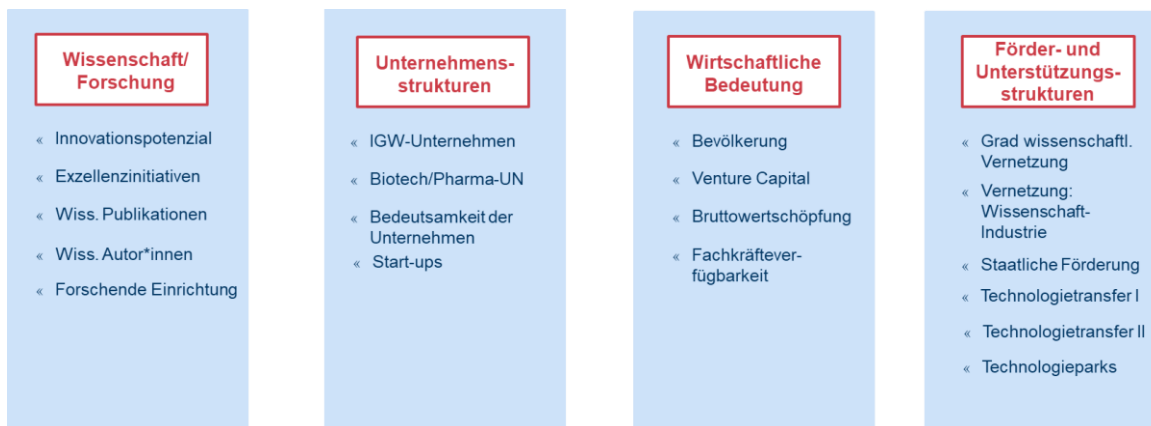 Wissenschaft/
Forschung
« Innovationspotenzial
« Exzellenzinitiativen
« Wiss. Publikationen
« Wiss. Autor*innen
« Forschende Einrichtung
Unternehmens-
strukturen
« IGW-Unternehmen
« Biotech/Pharma-UN
« Bedeutsamkeit der
Unternehmen
« Start-ups
Wirtschaftliche
Bedeutung
« Bevölkerung
« Venture Capital
« Bruttowertschöpfung
« Fachkräftever-
fügbarkeit
Förder- und
Unterstützungs-
strukturen
« Grad wissenschaftl.
Vernetzung
« Vernetzung:
Wissenschaft-
Industrie
« Staatliche Förderung
« Technologietransfer I
« Technologietransfer II
« Technologieparks